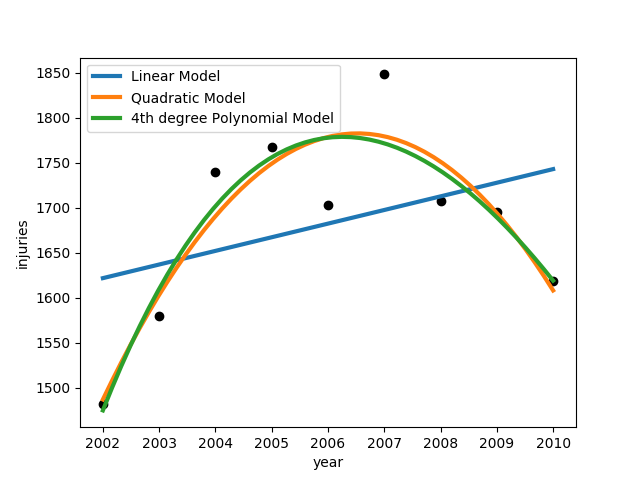 Linear Model
Quadratic Model
4th degree Polynomial Model
injuries
1850
1800
1750
1700
1650
1600
1550
1500
2002 2003 2004 2005 2006 2007 2008 2009 2010
year